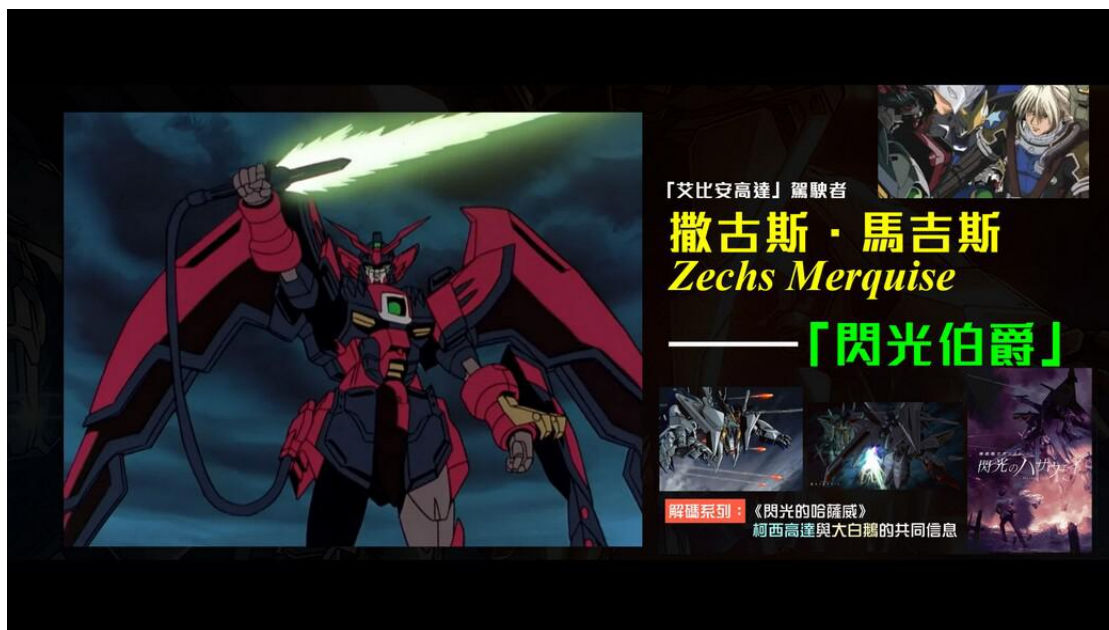 「艾比安高達」駕駛者
撒古斯·馬吉斯
Zechs Merquise
「閃光伯爵」
閃光のハサウェイ
解碼系列：《閃光的哈薩威》
柯西高達與大白鵝的共同信息